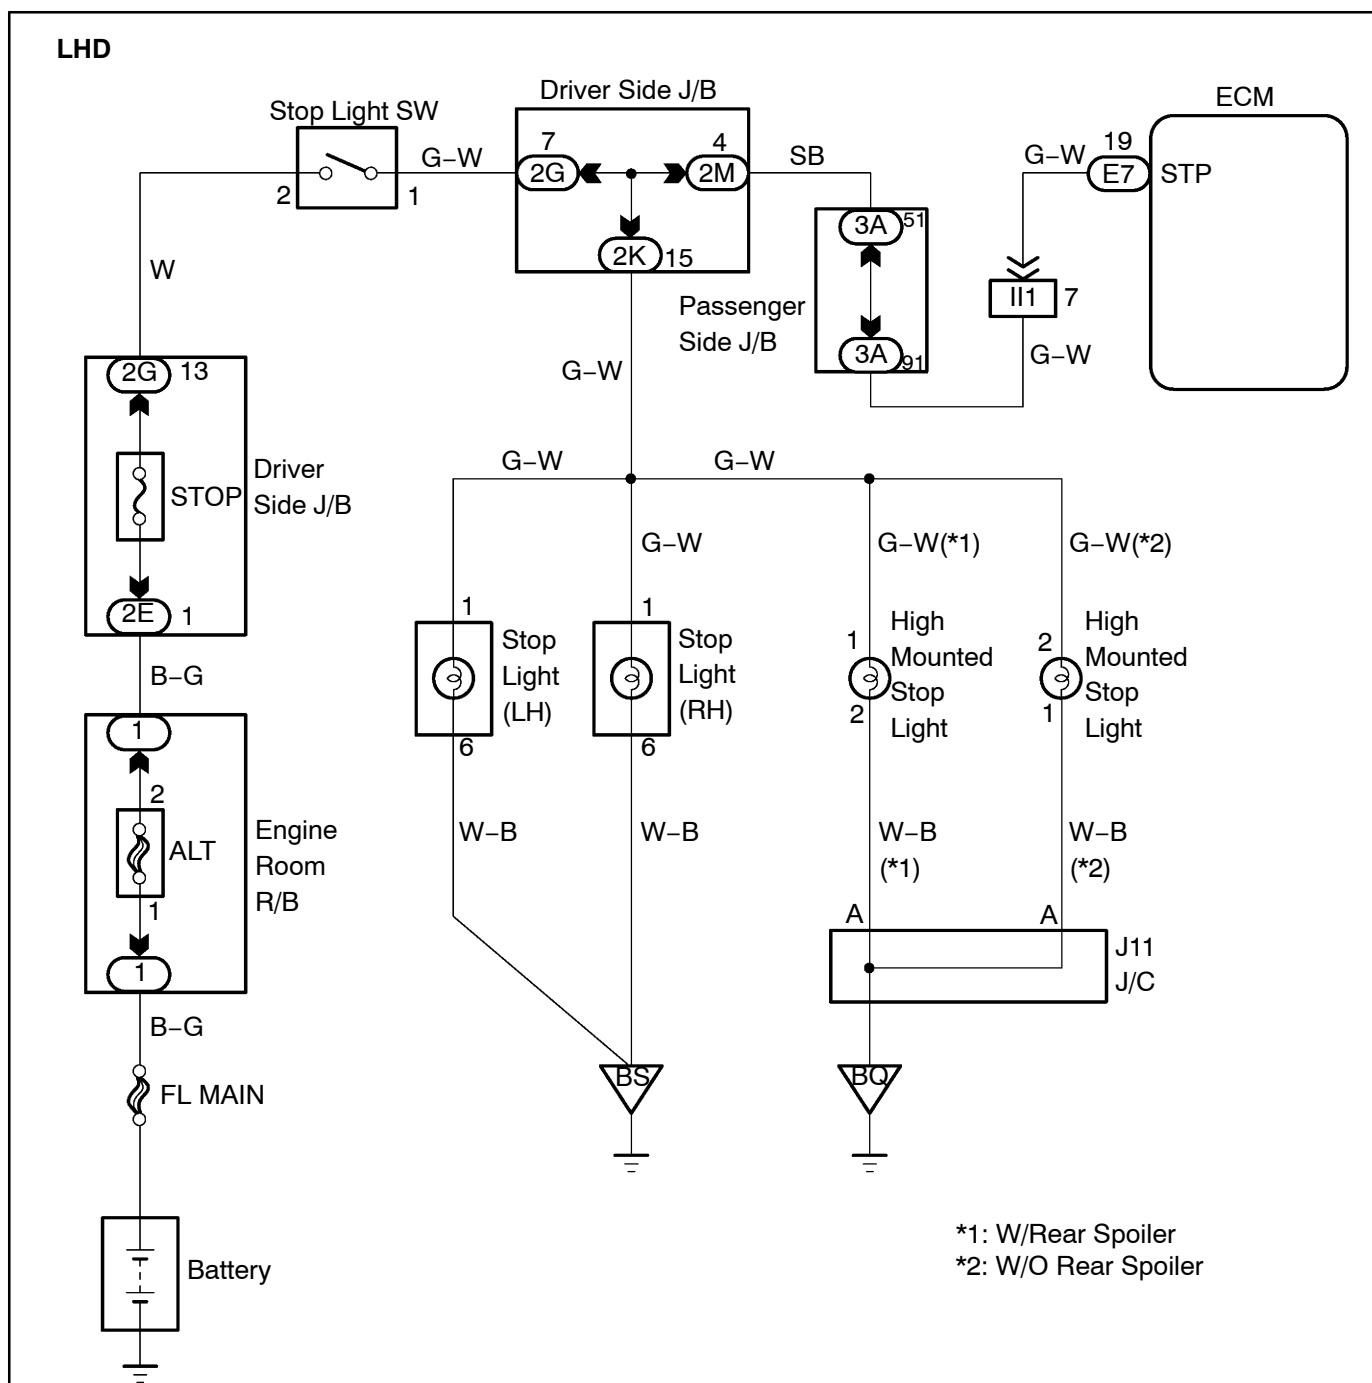 LHD
Driver Side J/B
ECM
Stop Light SW
7
4
19
G–W
2G
2M
SB
G–W
E7
STP
2
1
3A
51
2K
15
W
II1
7
Passenger
Side J/B
3A
91
G–W
2G
13
G–W
STOP
Driver
Side J/B
G–W
G–W
G–W
G–W(*1)
G–W(*2)
2E
1
1
Stop
Light
(LH)
6
1
Stop
Light
(RH)
6
1
High
Mounted
Stop
Light
2
2
High
Mounted
Stop
Light
1
B–G
1
2
ALT
1
1
Engine
Room
R/B
W–B
W–B
W–B
(*1)
W–B
(*2)
A
A
J11
J/C
B–G
FL MAIN
BS
BQ
Battery
*1: W/Rear Spoiler
*2: W/O Rear Spoiler